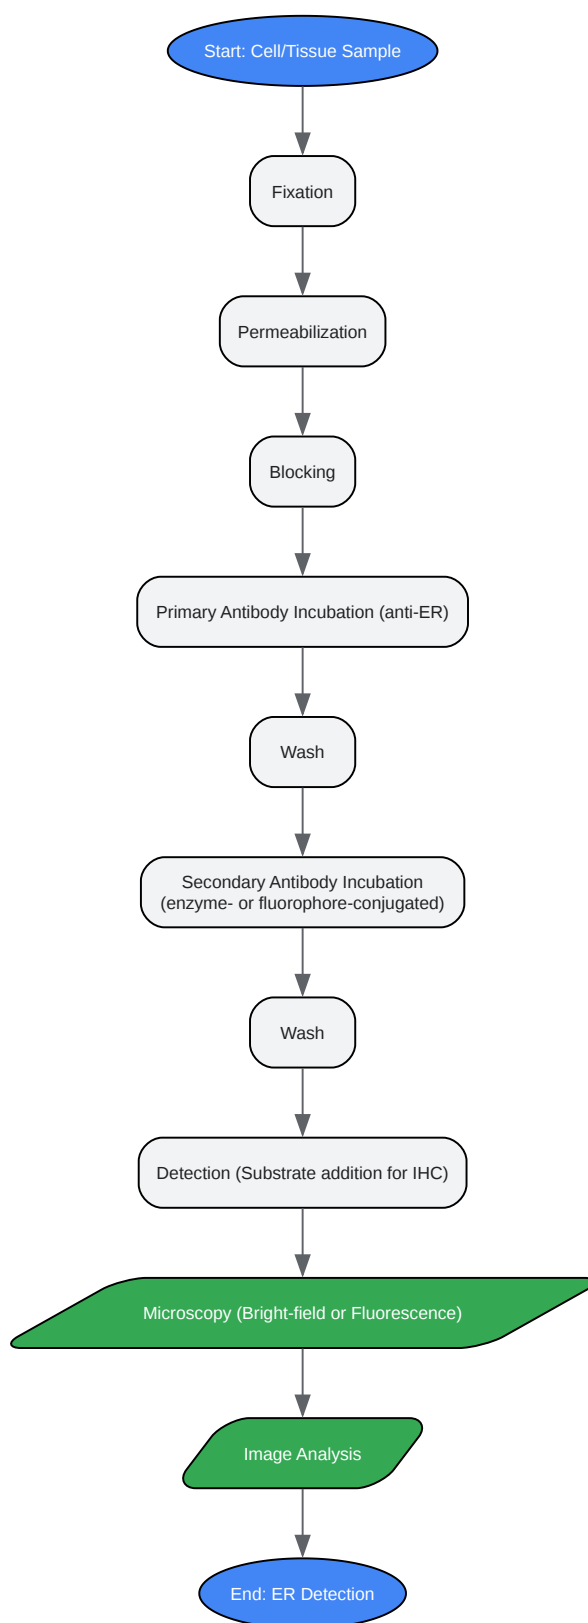 Start: Cell/Tissue Sample
Fixation
Permeabilization
Blocking
Primary Antibody Incubation (anti-ER)
Wash
Secondary Antibody Incubation
(enzyme- or fluorophore-conjugated)
Wash
Detection (Substrate addition for IHC)
Microscopy (Bright-field or Fluorescence)
Image Analysis
End: ER Detection